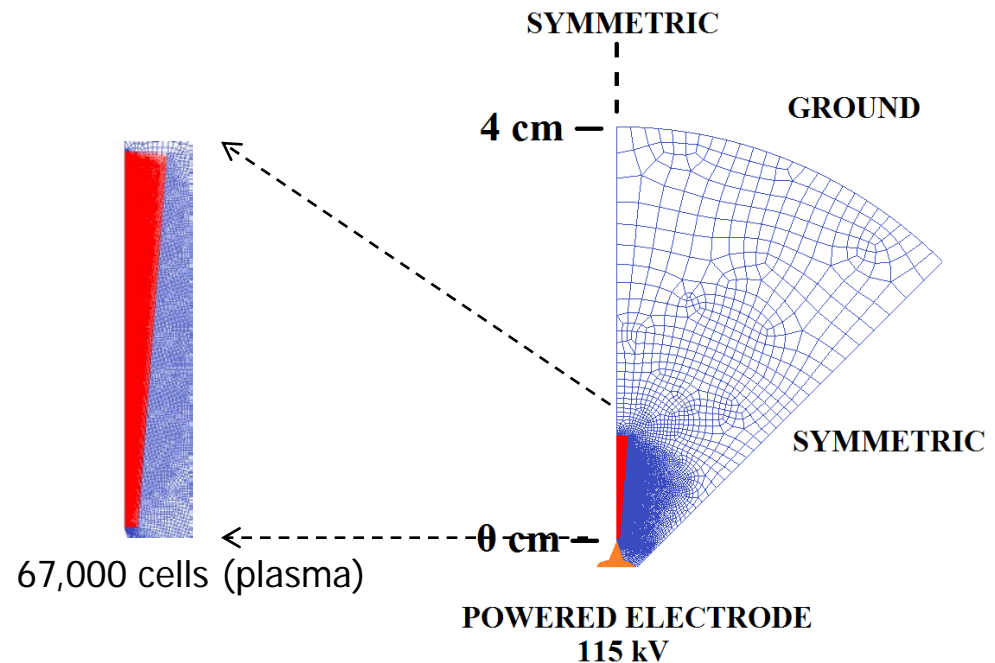 SYMMETRIC
GROUND
4 cm
SYMMETRIC
0 cm
67,000 cells (plasma)
POWERED ELECTRODE
115 kV